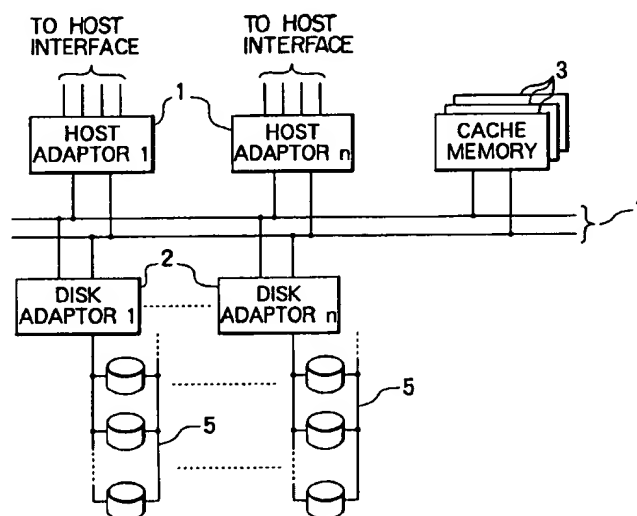 TO HOST
INTERFACE
TO HOST
INTERFACE
1
3
HOST
ADAPTOR 1
HOST
ADAPTOR n
CACHE
MEMORY
2
DISK
ADAPTOR 1
DISK
ADAPTOR n
5
5